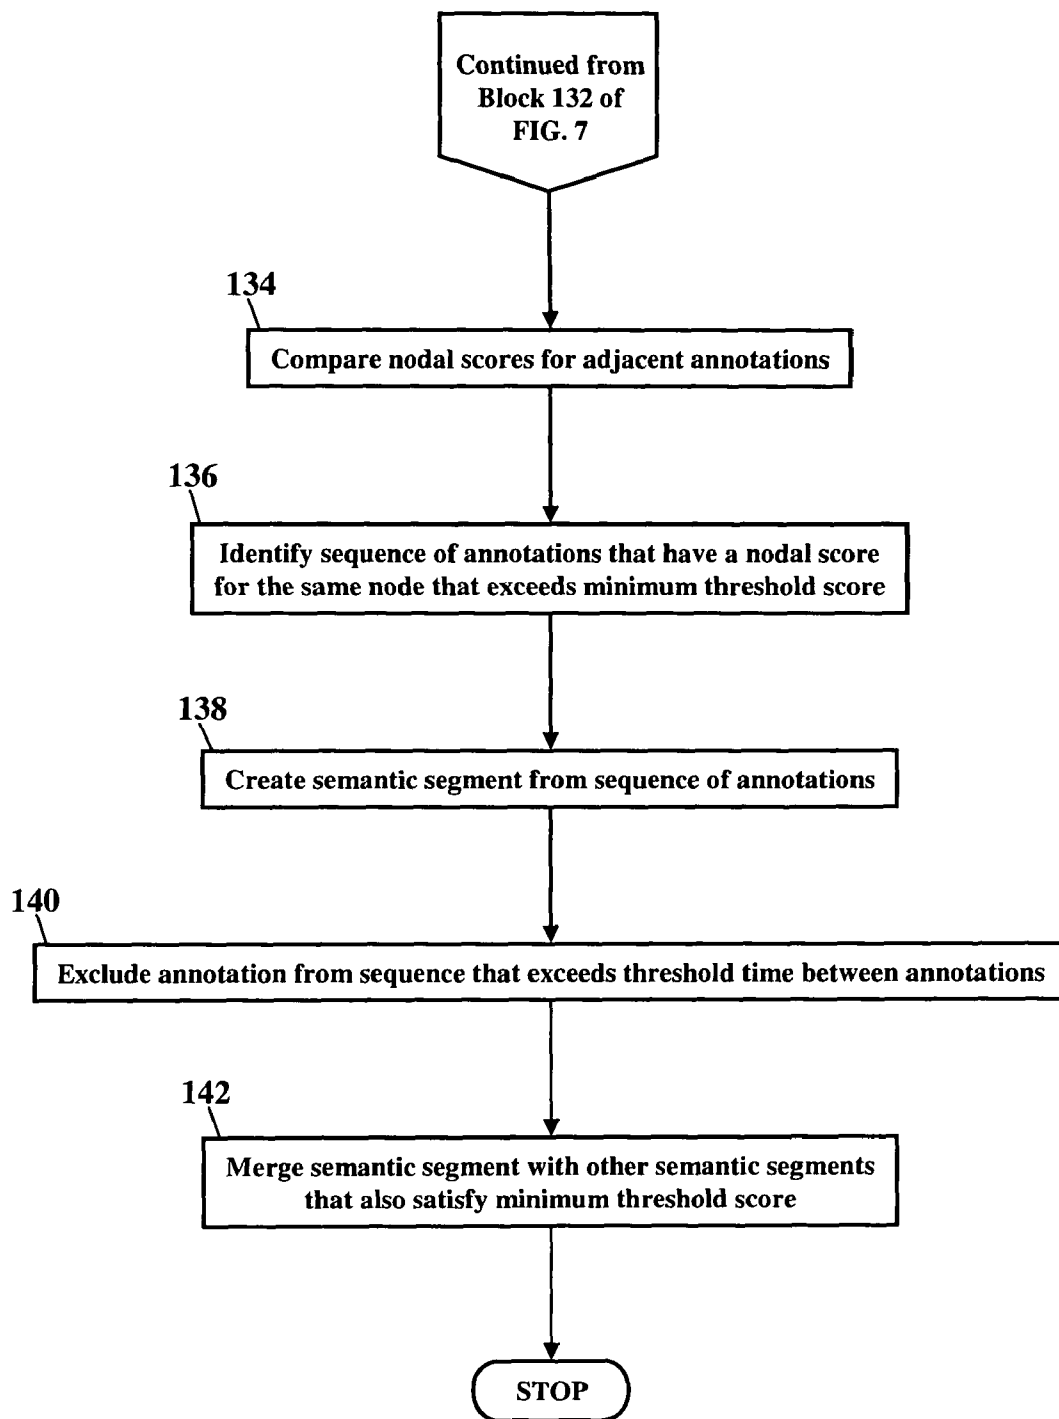 Continued from
Block 132 of
FIG. 7
134
Compare nodal scores for adjacent annotations
136
Identify sequence of annotations that have a nodal score
for the same node that exceeds minimum threshold score
138
Create semantic segment from sequence of annotations
140
Exclude annotation from sequence that exceeds threshold time between annotations
142
Merge semantic segment with other semantic segments
that also satisfy minimum threshold score
STOP